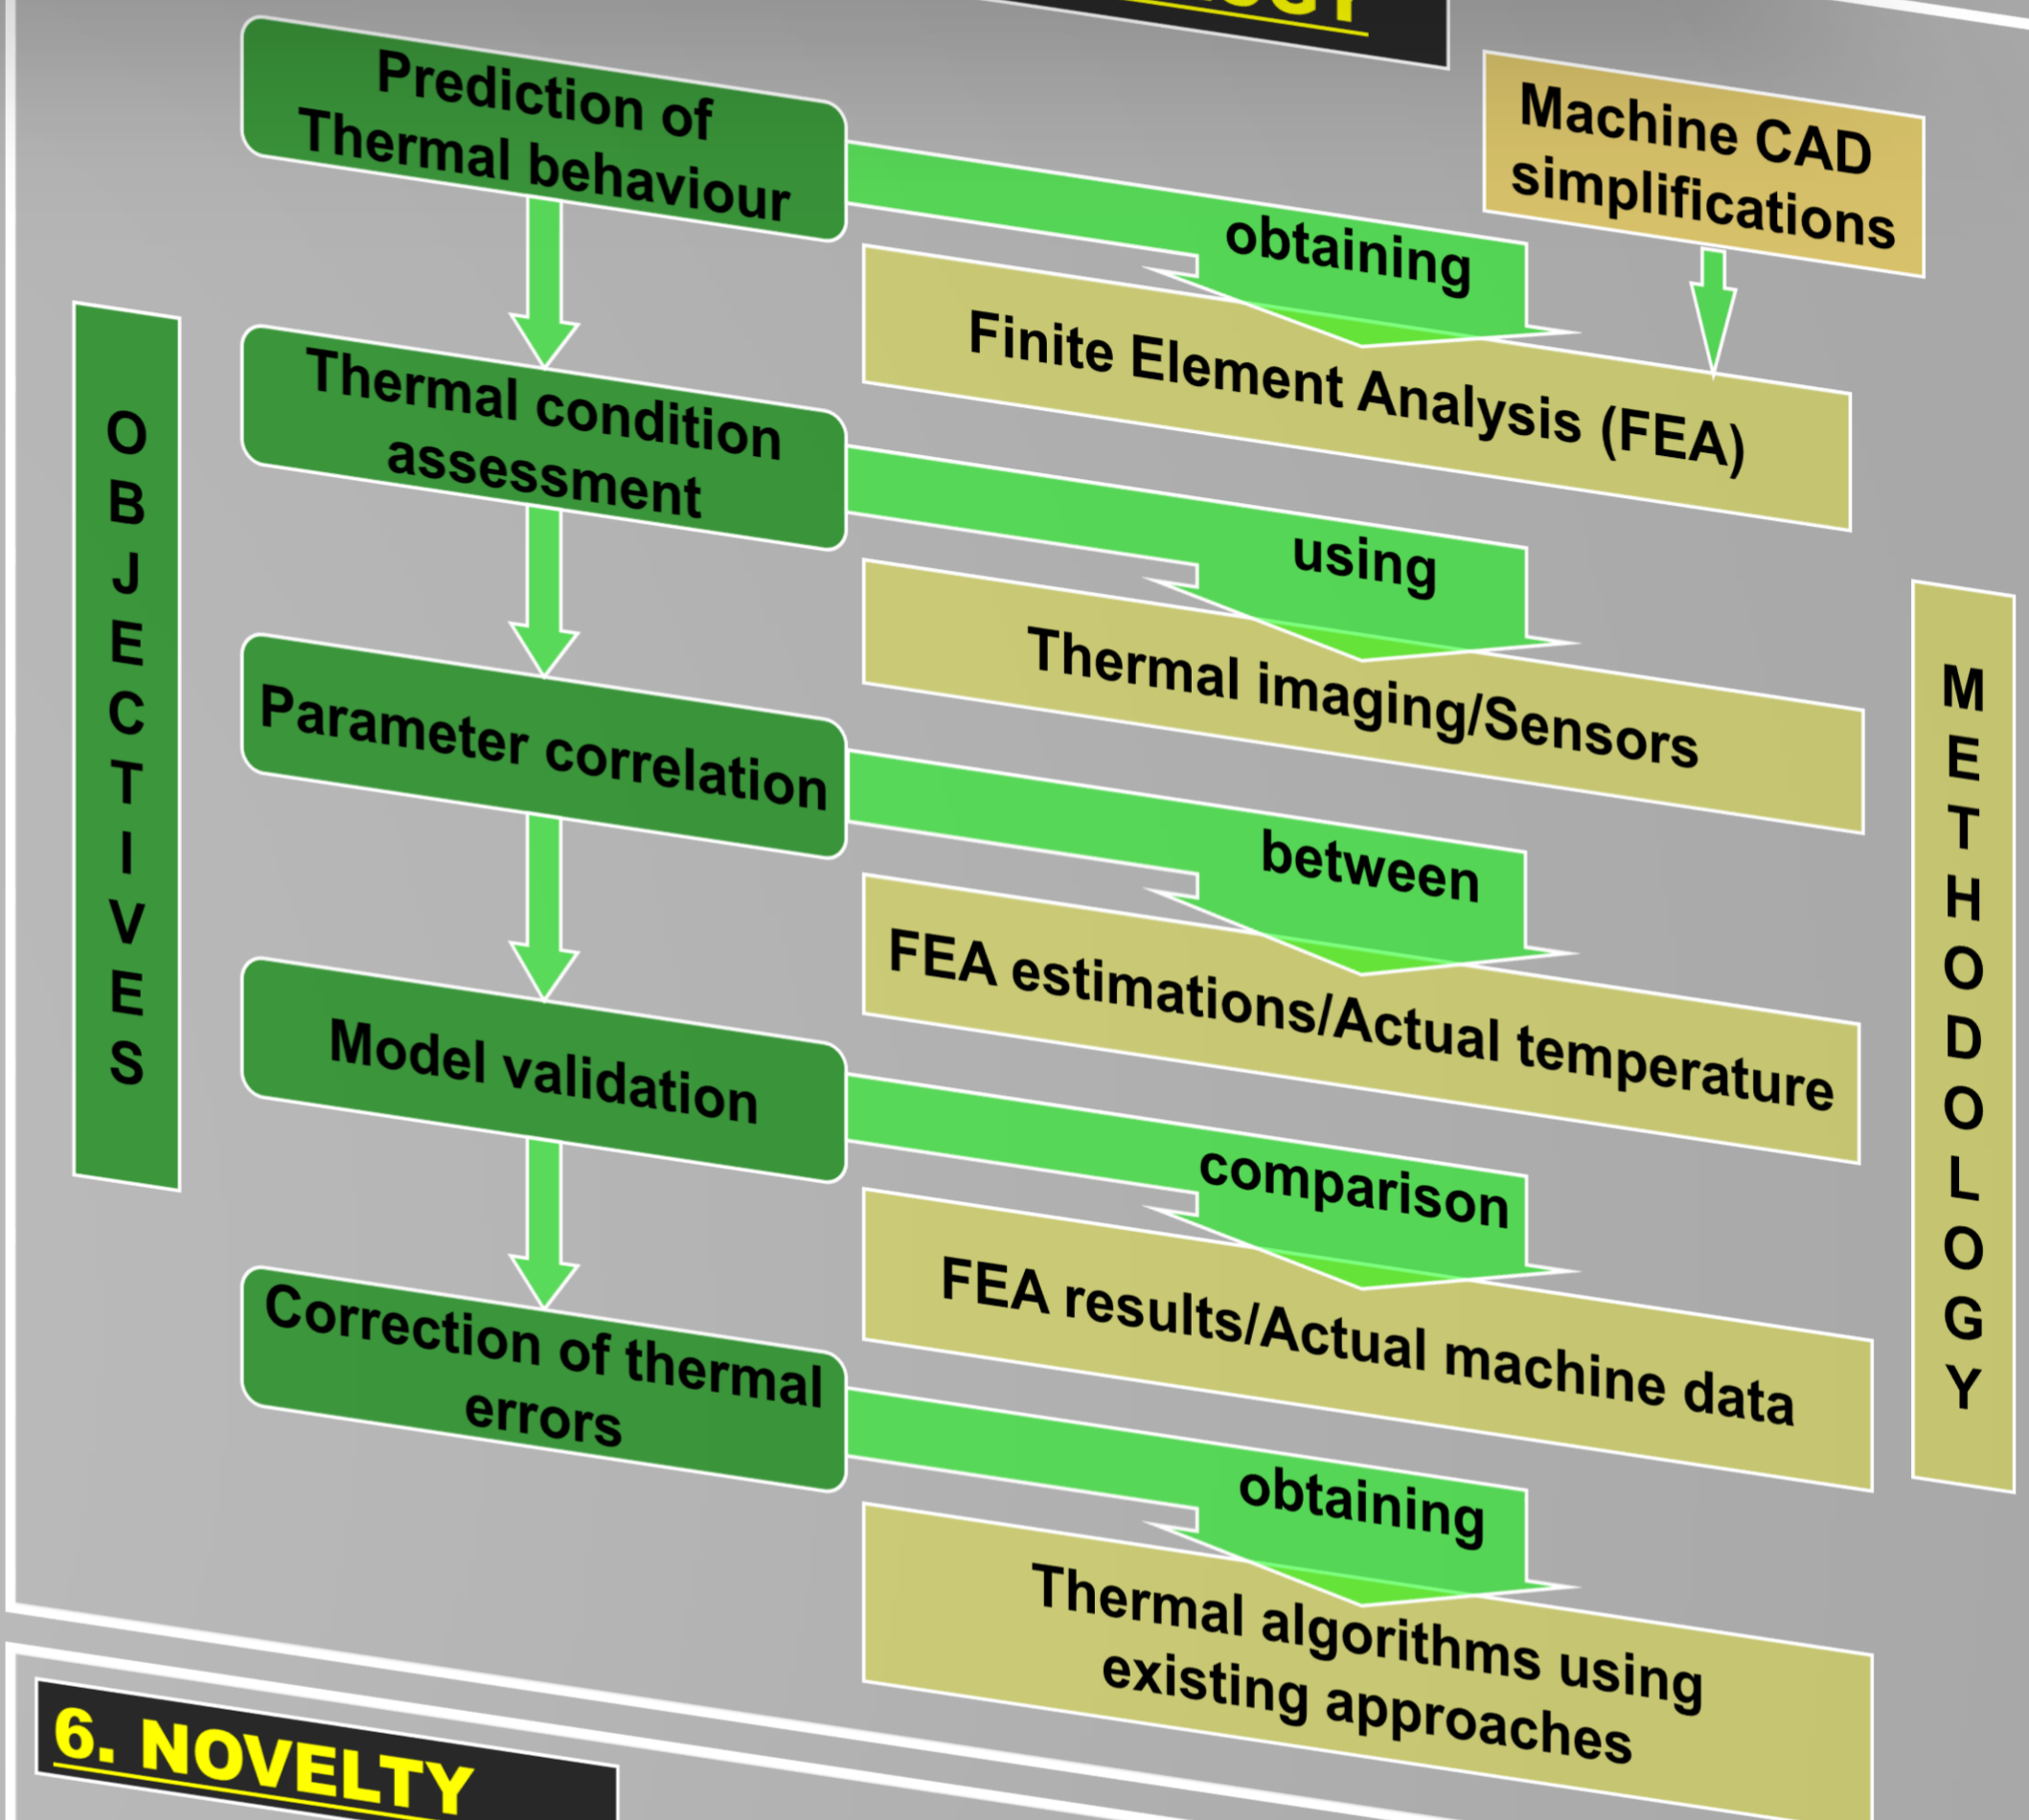 Prediction of
Thermal behaviour
Machine CAD
simplifications
obtaining
Finite Element Analysis (FEA)
OBJECTIVES
Thermal condition
assessment
using
Thermal imaging/Sensors
METHODOLOGY
Parameter correlation
between
FEA estimations/Actual temperature
Model validation
comparison
FEA results/Actual machine data
Correction of thermal
errors
obtaining
Thermal algorithms using
existing approaches
6. NOVELTY